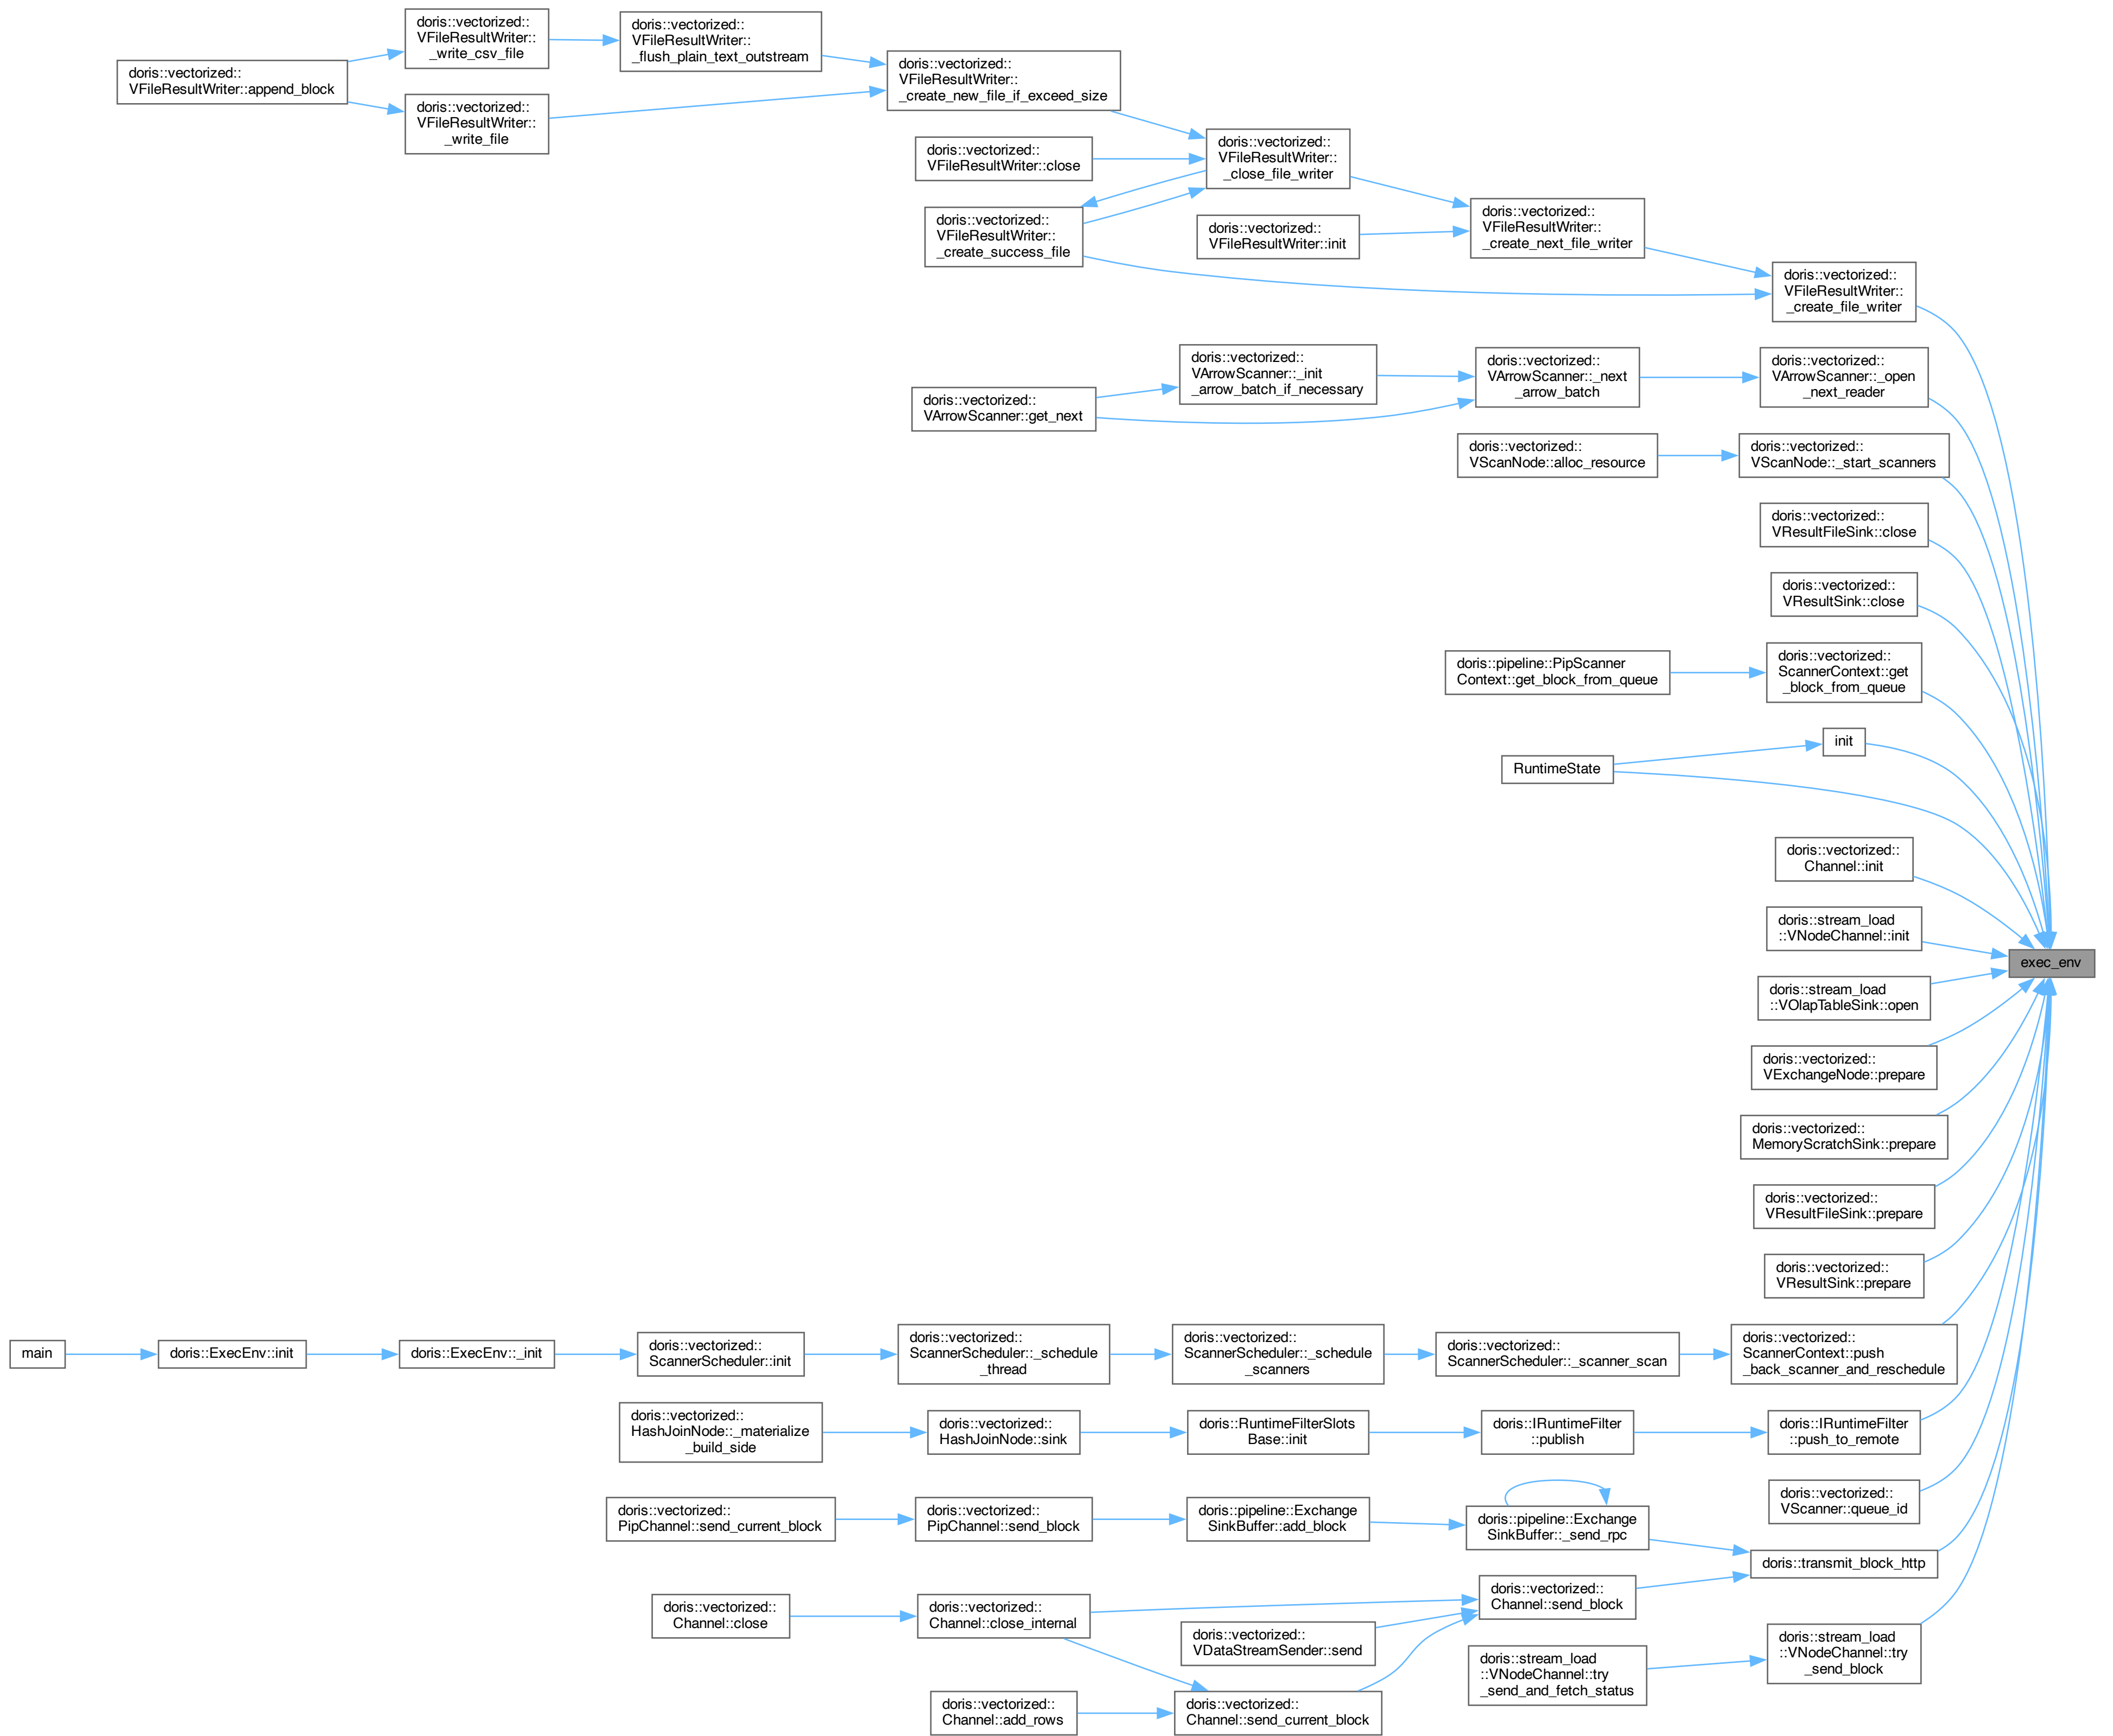 doris::vectorized::
VFileResultWriter::append_block
doris::vectorized::
VFileResultWriter::
_write_csv_file
doris::vectorized::
VFileResultWriter::
_write_file
doris::vectorized::
VFileResultWriter::
_flush_plain_text_outstream
doris::vectorized::
VFileResultWriter::
_create_new_file_if_exceed_size
doris::vectorized::
VFileResultWriter::close
doris::vectorized::
VFileResultWriter::
_create_success_file
doris::vectorized::
VFileResultWriter::
_close_file_writer
doris::vectorized::
VFileResultWriter::init
doris::vectorized::
VFileResultWriter::
_create_next_file_writer
doris::vectorized::
VFileResultWriter::
_create_file_writer
doris::vectorized::
VArrowScanner::get_next
doris::vectorized::
VArrowScanner::_init
_arrow_batch_if_necessary
doris::vectorized::
VArrowScanner::_next
_arrow_batch
doris::vectorized::
VArrowScanner::_open
_next_reader
doris::vectorized::
VScanNode::alloc_resource
doris::vectorized::
VScanNode::_start_scanners
doris::vectorized::
VResultFileSink::close
doris::vectorized::
VResultSink::close
doris::pipeline::PipScanner
Context::get_block_from_queue
doris::vectorized::
ScannerContext::get
_block_from_queue
init
RuntimeState
doris::vectorized::
Channel::init
doris::stream_load
::VNodeChannel::init
exec_env
doris::stream_load
::VOlapTableSink::open
doris::vectorized::
VExchangeNode::prepare
doris::vectorized::
MemoryScratchSink::prepare
doris::vectorized::
VResultFileSink::prepare
doris::vectorized::
VResultSink::prepare
main
doris::ExecEnv::init
doris::ExecEnv::_init
doris::vectorized::
ScannerScheduler::init
doris::vectorized::
ScannerScheduler::_schedule
_thread
doris::vectorized::
ScannerScheduler::_schedule
_scanners
doris::vectorized::
ScannerScheduler::_scanner_scan
doris::vectorized::
ScannerContext::push
_back_scanner_and_reschedule
doris::vectorized::
HashJoinNode::_materialize
_build_side
doris::vectorized::
HashJoinNode::sink
doris::RuntimeFilterSlots
Base::init
doris::IRuntimeFilter
::publish
doris::IRuntimeFilter
::push_to_remote
doris::vectorized::
VScanner::queue_id
doris::vectorized::
PipChannel::send_current_block
doris::vectorized::
PipChannel::send_block
doris::pipeline::Exchange
SinkBuffer::add_block
doris::pipeline::Exchange
SinkBuffer::_send_rpc
doris::transmit_block_http
doris::vectorized::
Channel::close
doris::vectorized::
Channel::close_internal
doris::vectorized::
VDataStreamSender::send
doris::vectorized::
Channel::send_block
doris::stream_load
::VNodeChannel::try
_send_and_fetch_status
doris::stream_load
::VNodeChannel::try
_send_block
doris::vectorized::
Channel::add_rows
doris::vectorized::
Channel::send_current_block